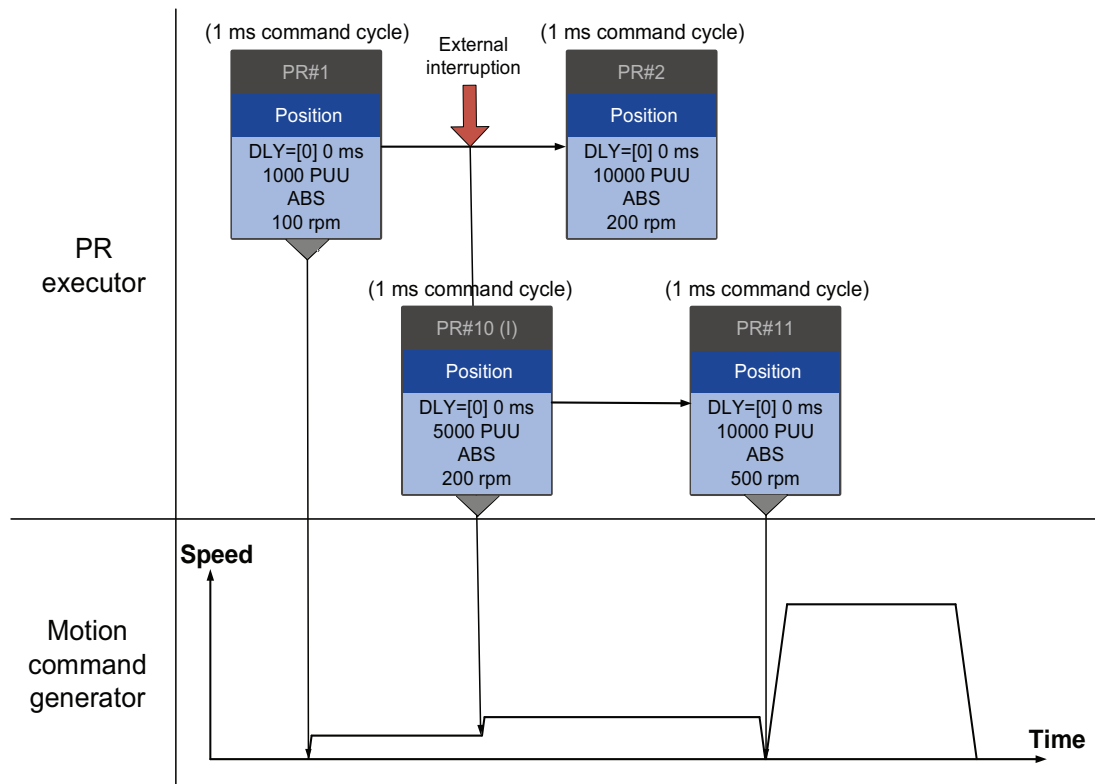 (1 ms command cycle)
PR#1
Position
DLY=[0] 0 ms
1000 PUU
ABS
100 rpm
External
interruption
(1 ms command cycle)
PR#2
Position
DLY=[0] 0 ms
10000 PUU
ABS
200 rpm
PR
executor
(1 ms command cycle)
PR#10 (I)
Position
DLY=[0] 0 ms
5000 PUU
ABS
200 rpm
(1 ms command cycle)
PR#11
Position
DLY=[0] 0 ms
10000 PUU
ABS
500 rpm
Motion
command
generator
Speed
Time